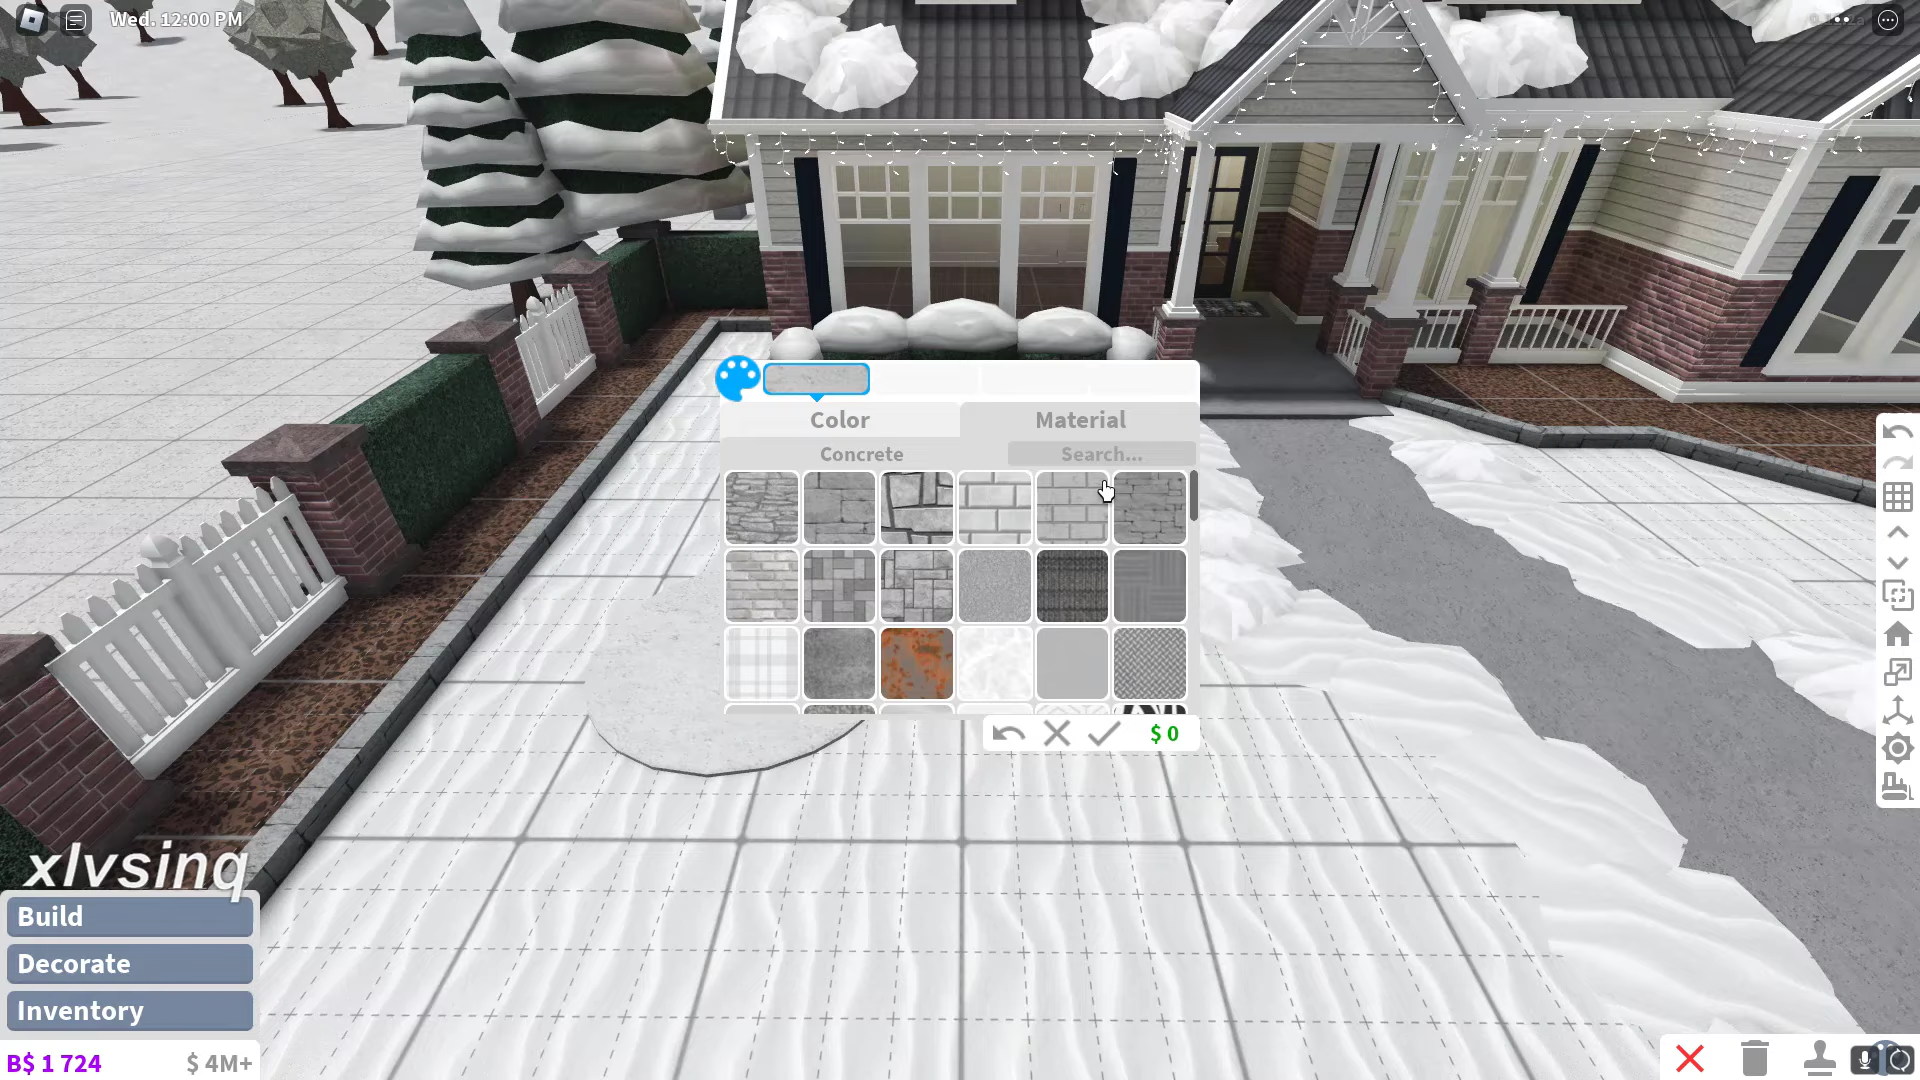 Wed. 12:00 PM
Color
Material
Concrete
Search...
$ 0
xlvsinq
Build
Decorate
Inventory
B$ 1 724
$ 4M+